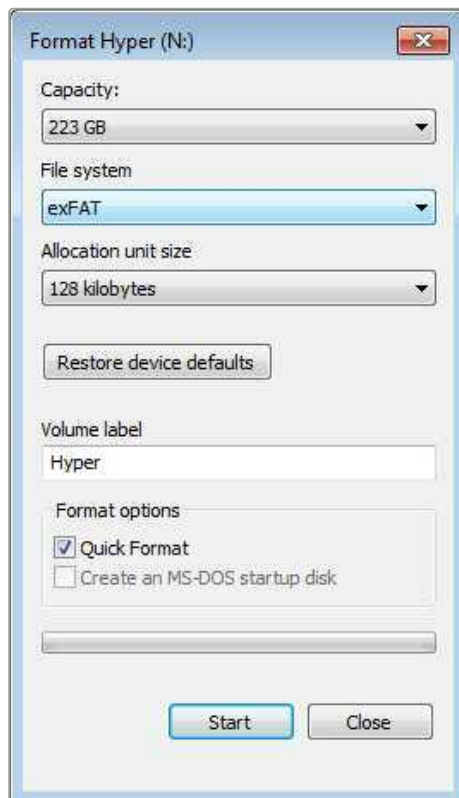 Format Hyper (N:)
Capacity:
223 GB
File system
exFAT
Allocation unit size
128 kilobytes
Restore device defaults
Volume label
Hyper
Format options
Quick Format
Create an MS-DOS startup disk
Start
Close